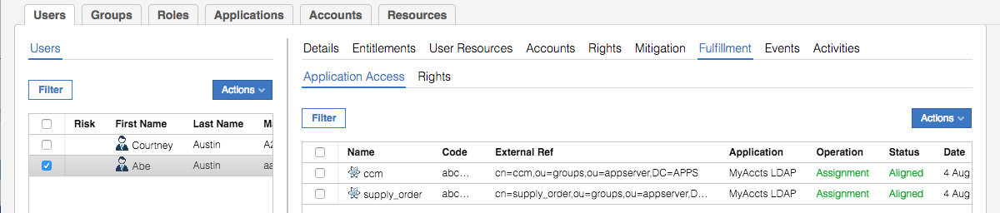 Users Groups Roles Applications Accounts Resources
Users
Filter Actions
Risk First Name Last Name
Courtney Austin A2
Abe Austin aa
Details Entitlements User Resources Accounts Rights Mitigation Fulfillment Events Activities
Application Access Rights
Filter Actions
Name Code External Ref Application Operation Status Date
ccm abc... cn=ccm,ou=groups,ou=appserver,DC=APPS MyAccts LDAP Assignment Aligned 4 Aug
supply_order abc... cn=supply_order,ou=groups,ou=appserver,D... MyAccts LDAP Assignment Aligned 4 Aug